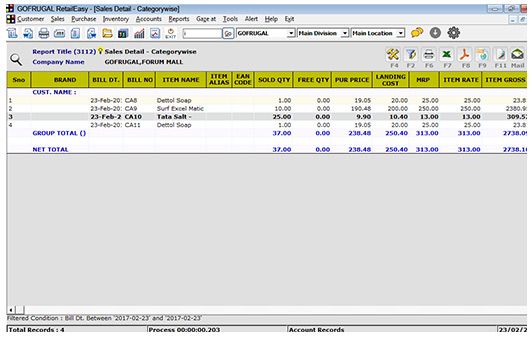 GOFRUGAL RetailEasy - [Sales Detail - Categorywise]
Customer Sales Purchase Inventory Accounts Reports Gaze at Tools Alert Help Exit
EXIT Go GOFRUGAL Main Division Main Location
Report Title (3112) Sales Detail - Categorywise
Company Name GOFRUGAL,FORUM MALL
F4 F2 F6 F7 F8 F9 F11 Mail
Sno BRAND BILL DT. BILL NO ITEM NAME ITEM ALIAS EAN CODE SOLD QTY FREE QTY PUR PRICE LANDING COST MRP ITEM RATE ITEM GROSS
CUST. NAME :
1 23-Feb-20: CA8 Dettol Soap 1.00 0.00 19.05 20.00 25.00 25.00 23.8
2 23-Feb-20: CA9 Surf Excel Matic 10.00 0.00 190.48 200.00 250.00 250.00 2380.9
3 23-Feb-2 CA10 Tata Salt - 25.00 0.00 9.90 10.40 13.00 13.00 309.5
4 23-Feb-20: CA11 Dettol Soap 1.00 0.00 19.05 20.00 25.00 25.00 23.8
GROUP TOTAL () 37.00 0.00 238.48 250.40 313.00 313.00 2738.09
NET TOTAL 37.00 0.00 238.48 250.40 313.00 313.00 2738.10
Filtered Condition : Bill Dt. Between '2017-02-23' and '2017-02-23'
Total Records : 4 Process 00:00:00.203 Account Records 23/02/2